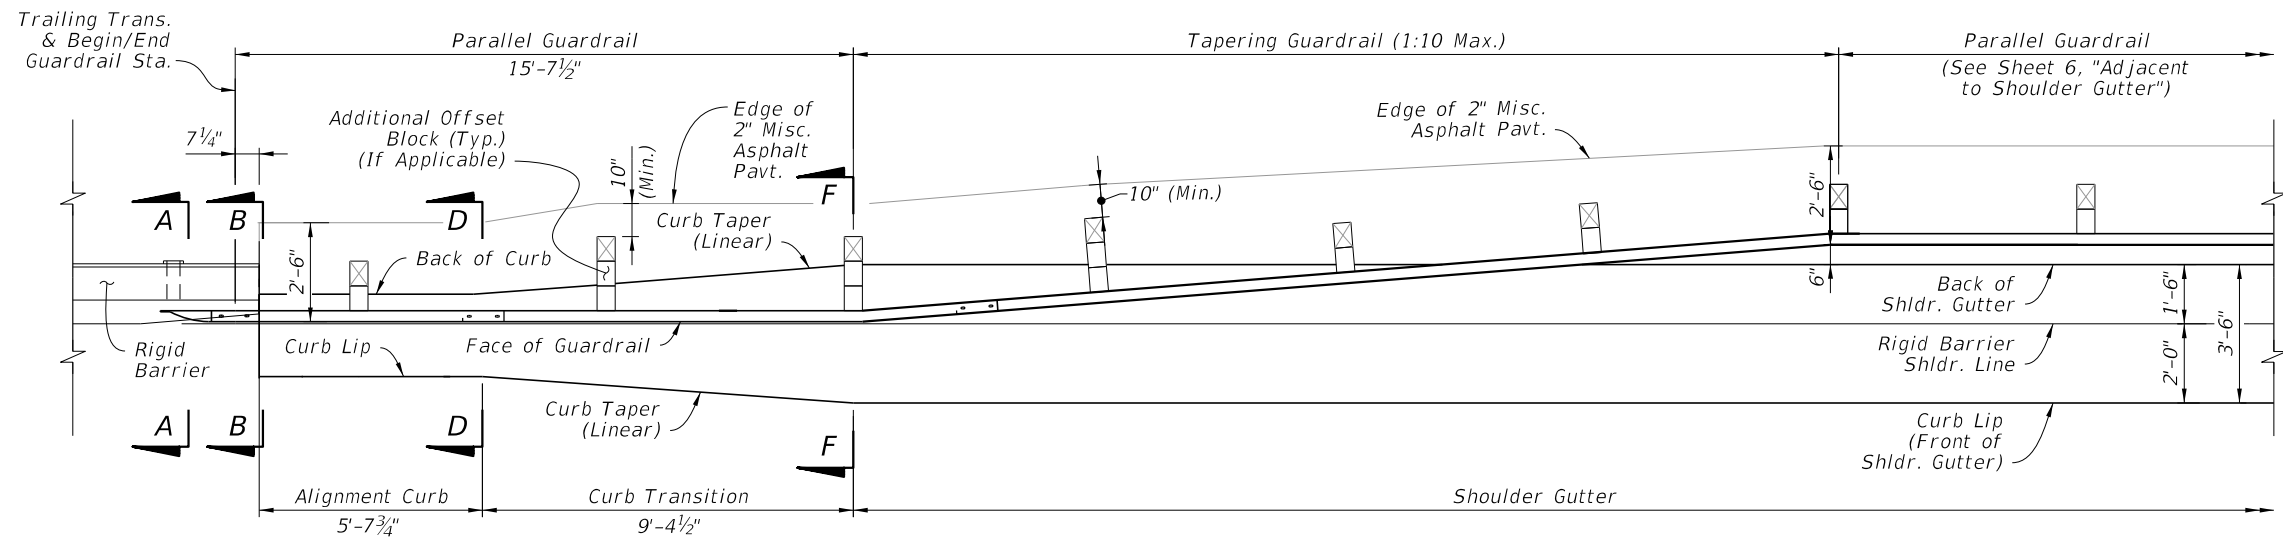 Trailing Trans.
& Begin/End
Guardrail Sta.
Parallel Guardrail
15'-7½"
Tapering Guardrail (1:10 Max.)
Parallel Guardrail
(See Sheet 6, "Adjacent
to Shoulder Gutter")
7¼"
Additional Offset
Block (Typ.)
(If Applicable)
10"
(Min.)
Edge of
2" Misc.
Asphalt
Pavt.
Edge of 2" Misc.
Asphalt Pavt.
A
B
D
F
10" (Min.)
2'-6"
Curb Taper
(Linear)
Back of Curb
2'-6"
6"
Back of
Shldr. Gutter
1'-6"
Rigid
Barrier
Curb Lip
Face of Guardrail
Rigid Barrier
Shldr. Line
2'-0"
3'-6"
Curb Taper
(Linear)
A
B
D
F
Curb Lip
(Front of
Shldr. Gutter)
Alignment Curb
5'-7¾"
Curb Transition
9'-4½"
Shoulder Gutter